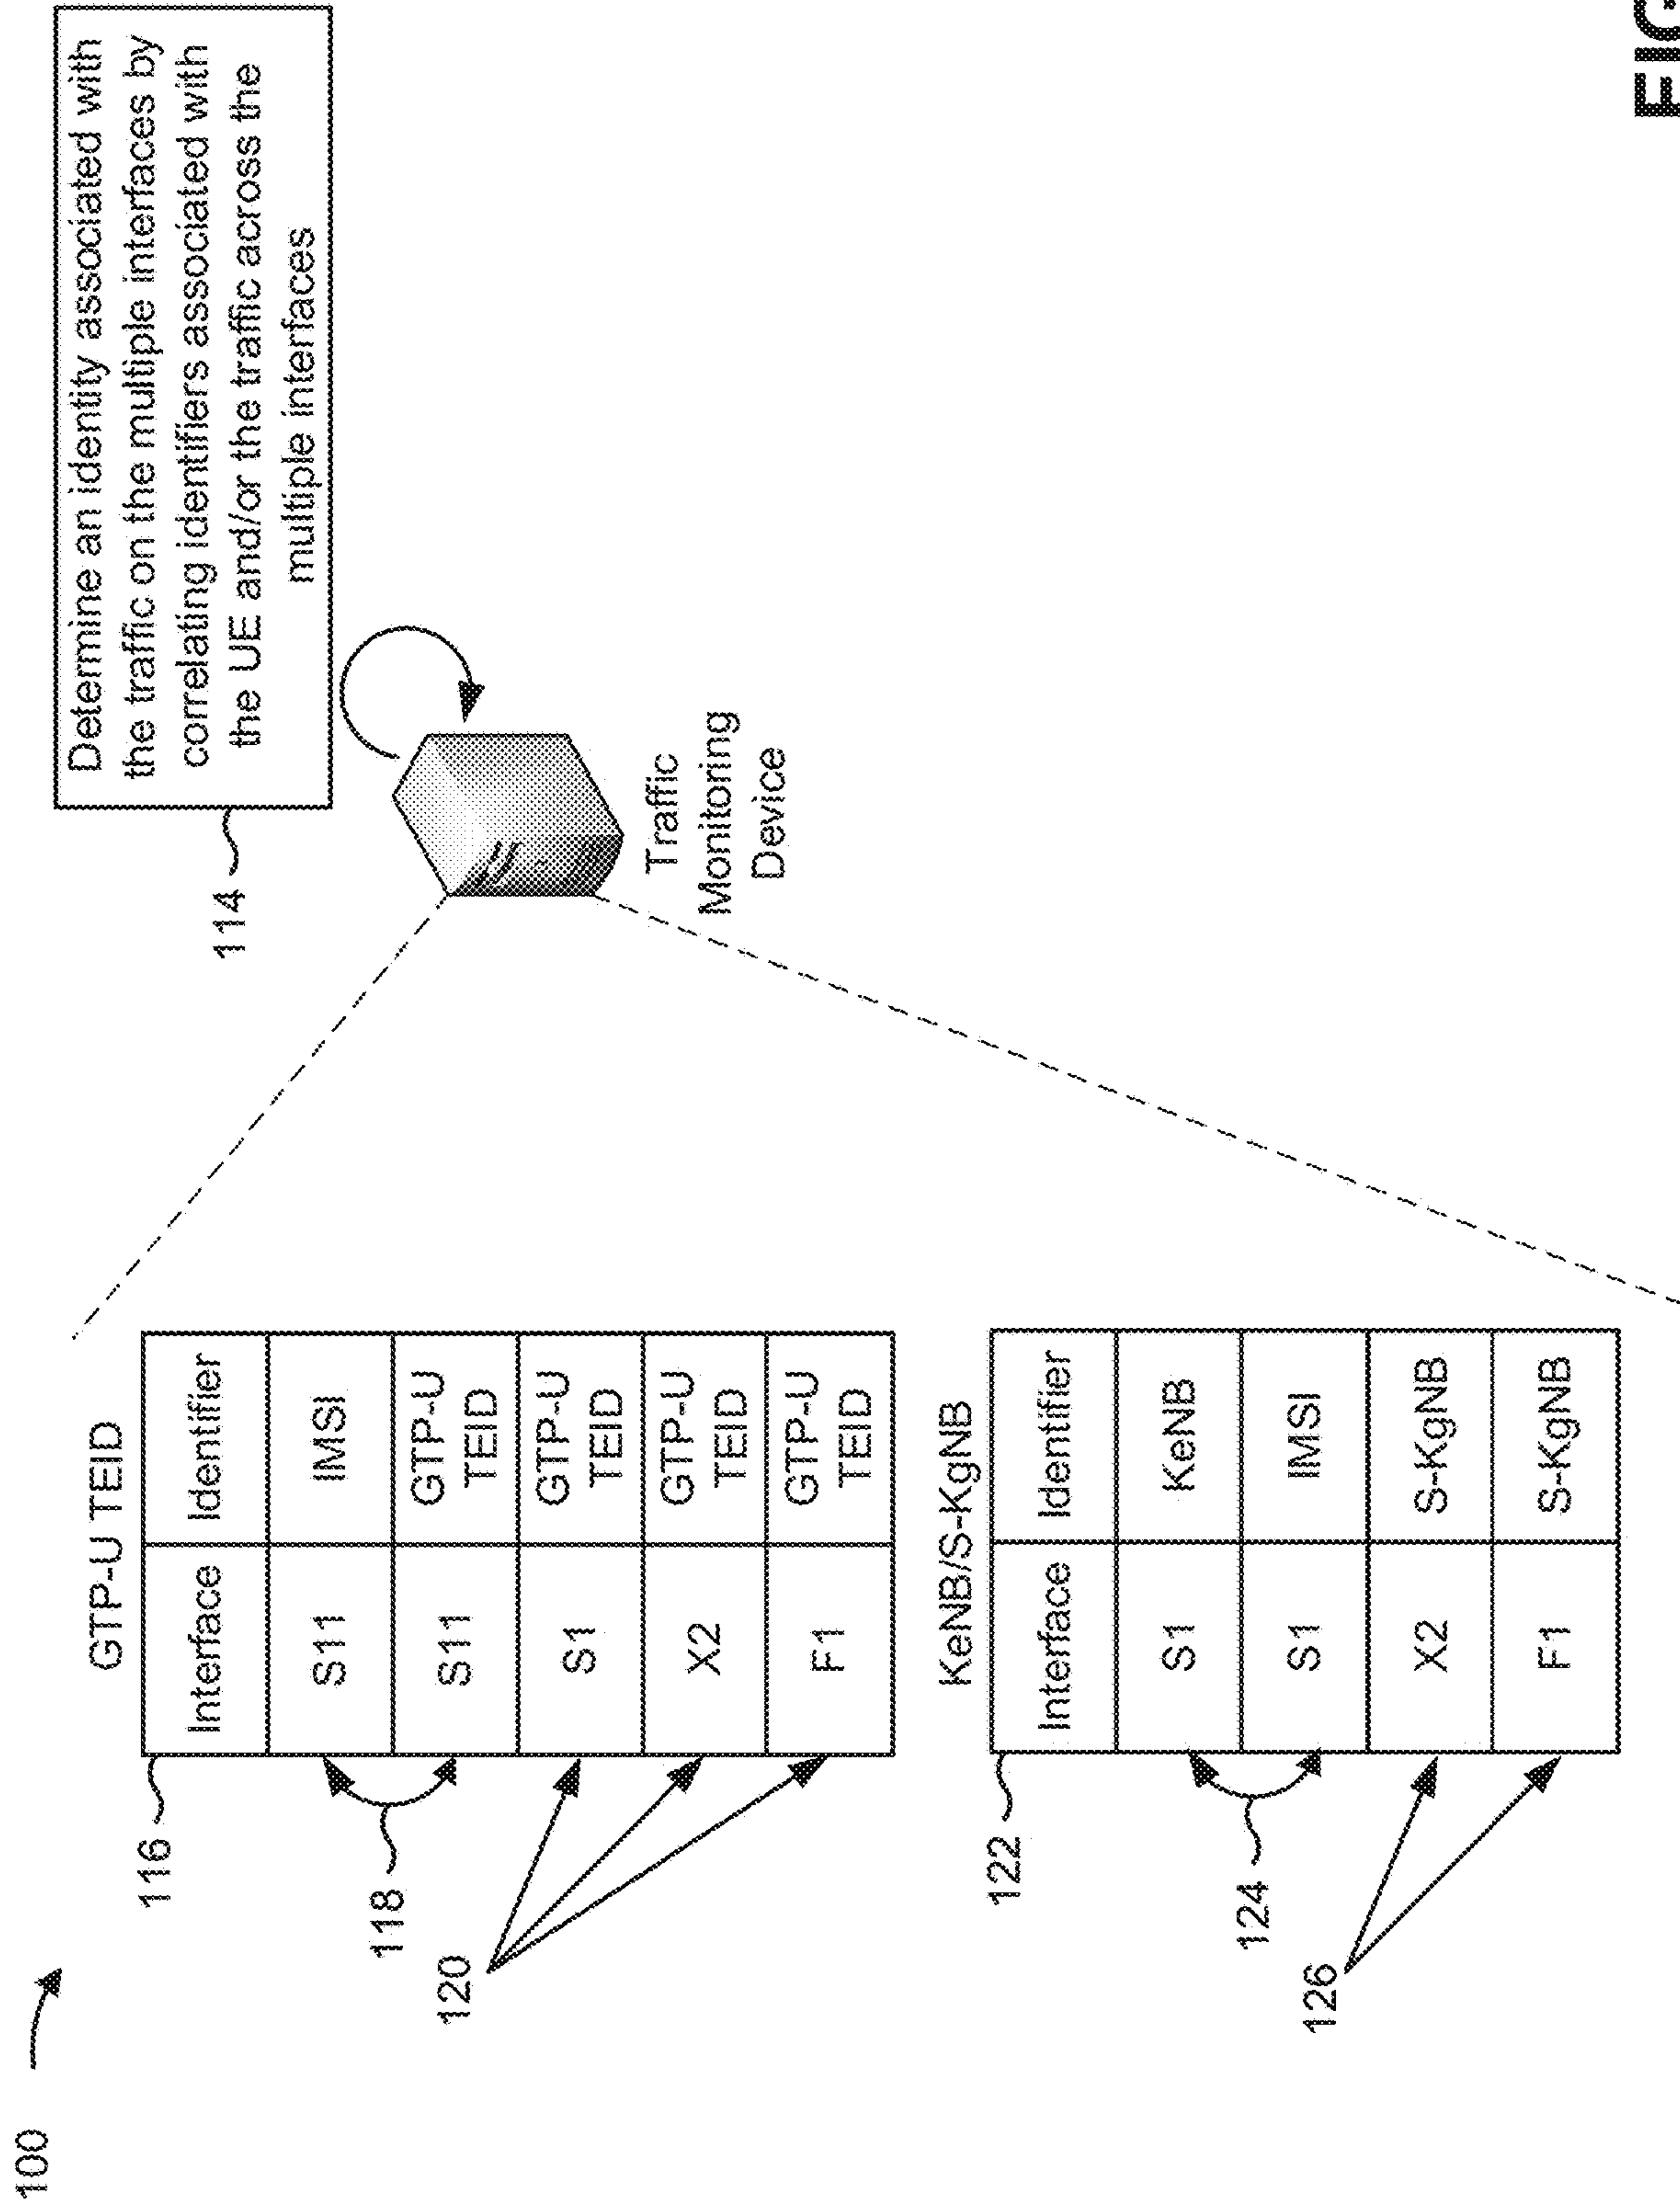 100
Determine an identity associated with
the traffic on the multiple interfaces by
correlating identifiers associated with
the UE and/or the traffic across the
multiple interfaces
114
Traffic
Monitoring
Device
GTP-U TEID
116
Interface Identifier
S11 IMSI
S11 GTP-U TEID
S1 GTP-U TEID
X2 GTP-U TEID
F1 GTP-U TEID
118
120
KeNB/S-KgNB
122
Interface Identifier
S1 KeNB
S1 IMSI
X2 S-KgNB
F1 S-KgNB
124
126